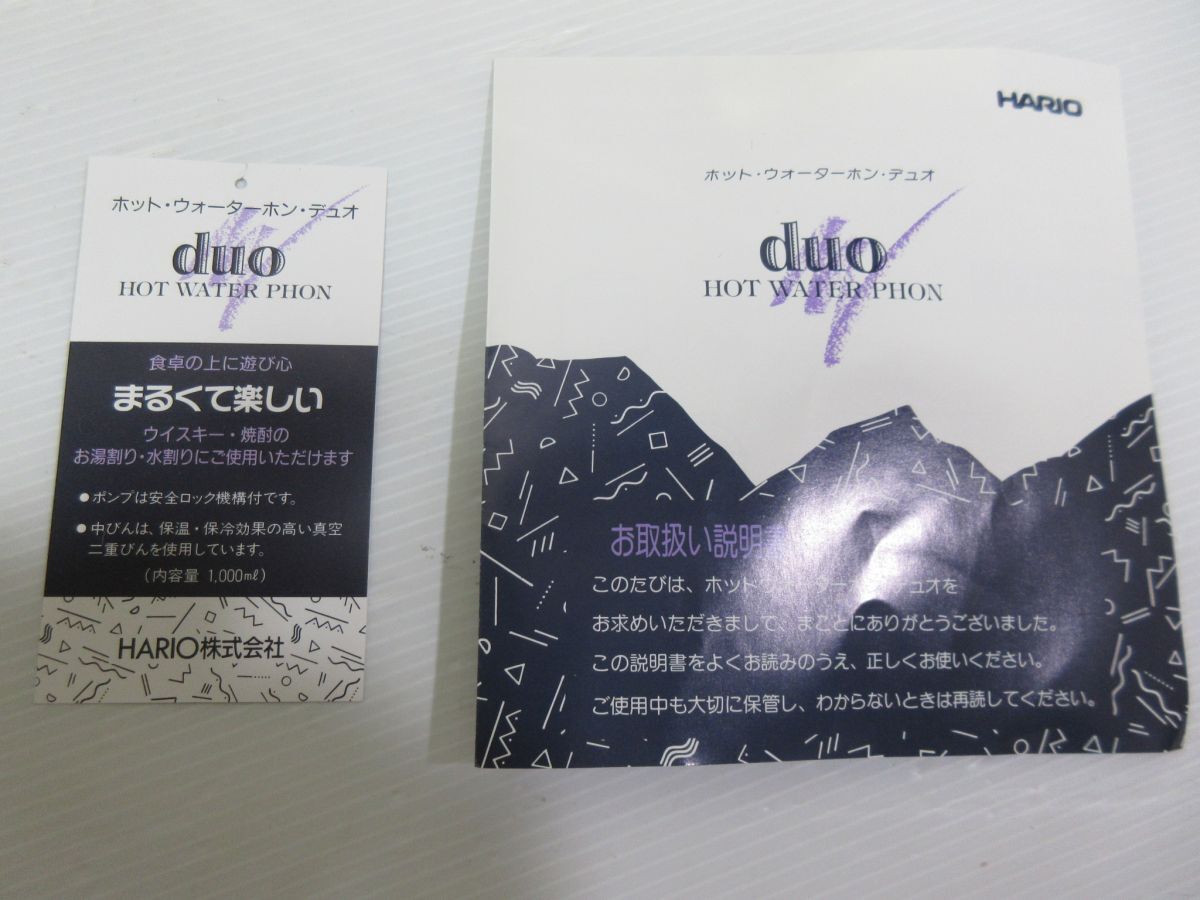 ホット・ウォーターホン・デュオ
duo
HOT WATER PHON
食卓の上に遊び心
まるくて楽しい
ウイスキー・焼酎の
お湯割り・水割りにご使用いただけます
●ポンプは安全ロック機構付です。
●中びんは、保温・保冷効果の高い真空
二重びんを使用しています。
(内容量 1,000㎖)
HARIO株式会社
HARIO
ホット・ウォーターホン・デュオ
duo
HOT WATER PHON
お取扱い説明
このたびは、ホット デュオを
お求めいただきまして、まことにありがとうございました。
この説明書をよくお読みのうえ、正しくお使いください。
ご使用中も大切に保管し、わからないときは再読してください。